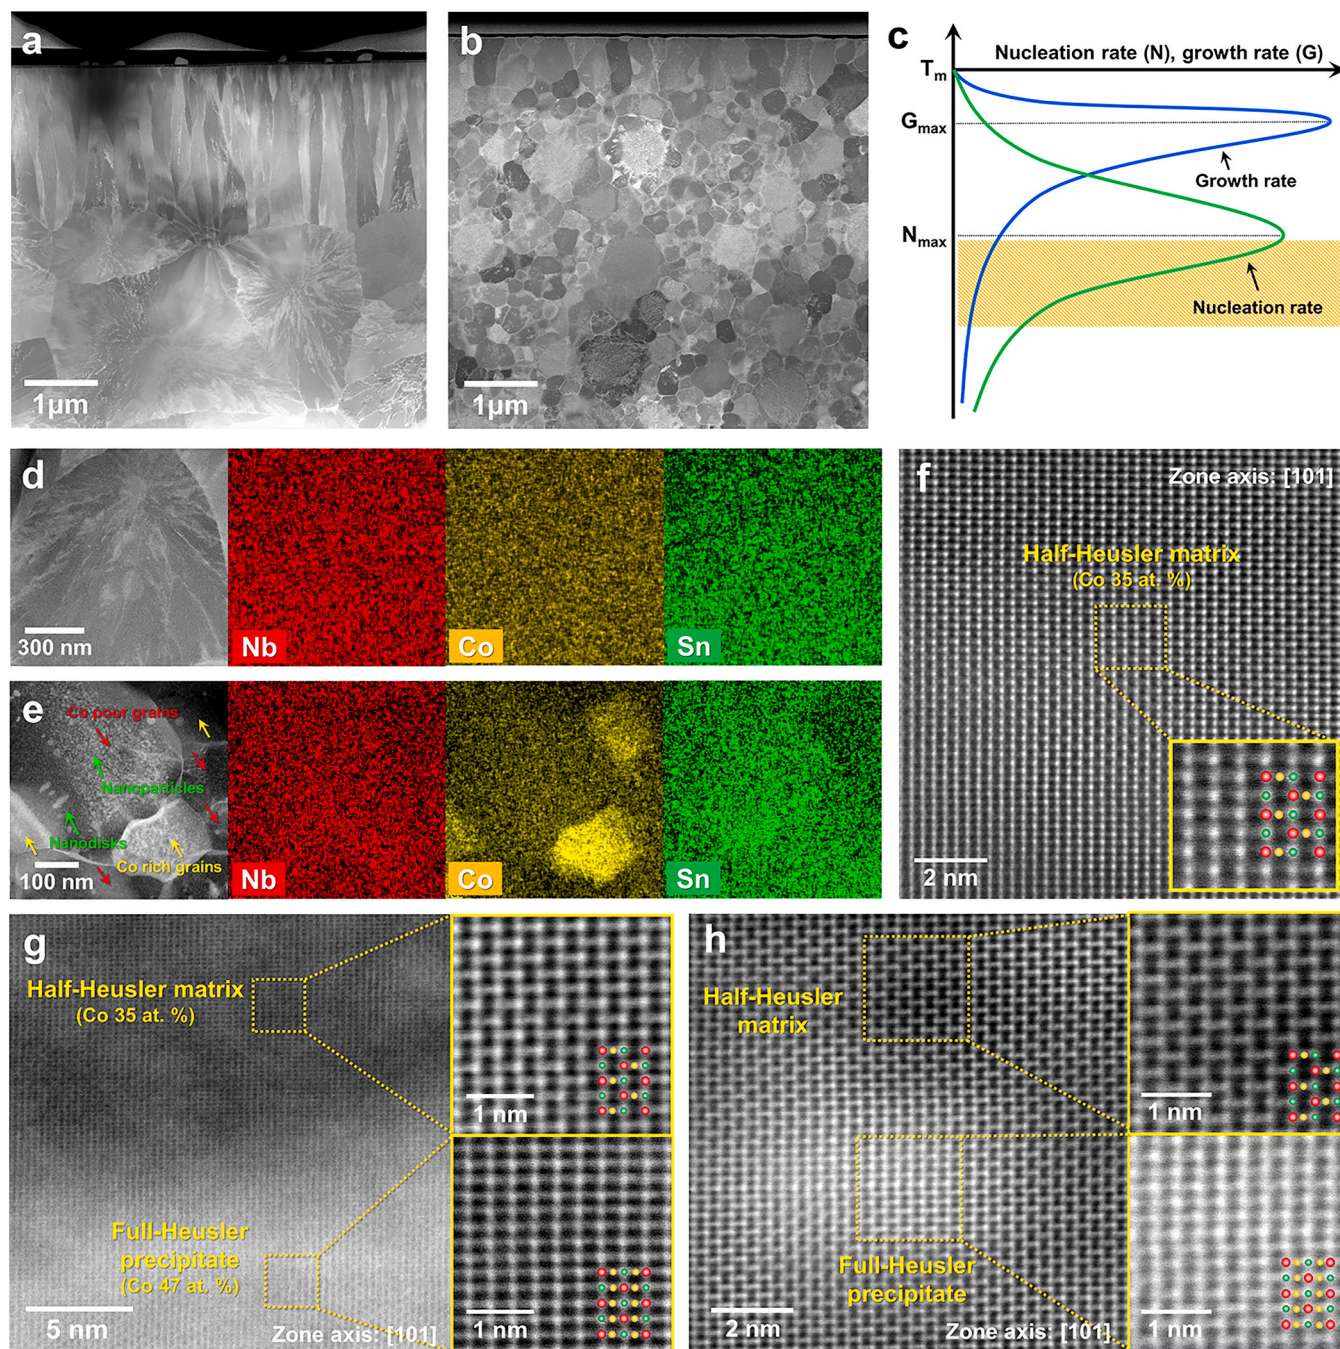 a
1μm
b
1μm
c
Nucleation rate (N), growth rate (G)
Tm
Gmax
Growth rate
Nmax
Nucleation rate
d
300 nm
Nb
Co
Sn
e
Co poor grains
Nanoparticles
Nanodisks
Co rich grains
100 nm
Nb
Co
Sn
f
Zone axis: [101]
Half-Heusler matrix
(Co 35 at. %)
2 nm
g
Half-Heusler matrix
(Co 35 at. %)
Full-Heusler
precipitate
(Co 47 at. %)
5 nm
Zone axis: [101]
1 nm
1 nm
h
Half-Heusler
matrix
Full-Heusler
precipitate
2 nm
Zone axis: [101]
1 nm
1 nm